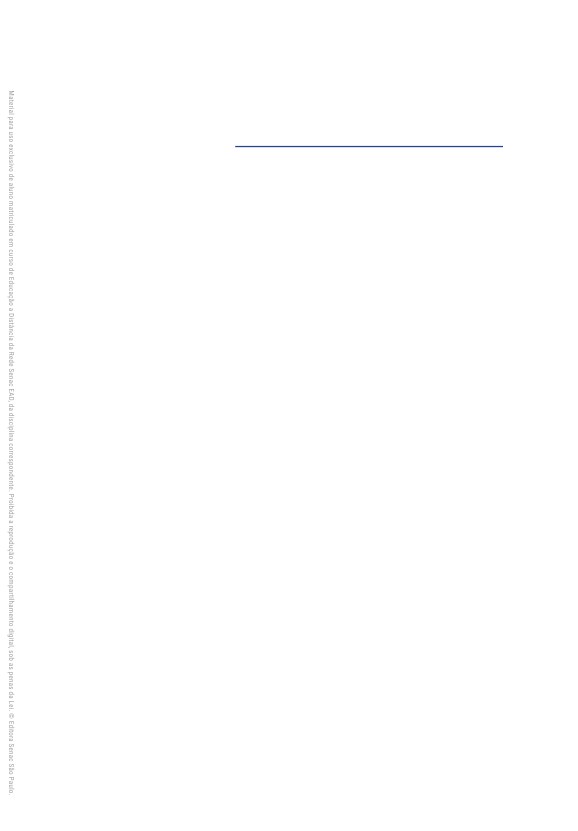 Material para uso exclusivo de aluno matriculado em curso de Educação a Distância da Rede Senac EAD, da disciplina correspondente. Proibida a reprodução e o compartilhamento digital, sob as penas da Lei. © Editora Senac São Paulo.